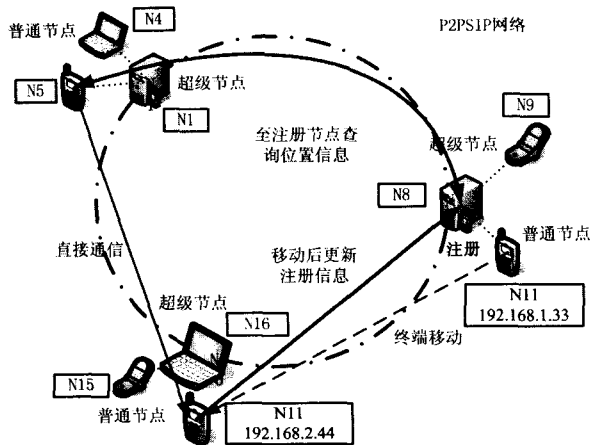 N4
P2PSIP网络
普通节点
N5
超级节点
N1
N9
至注册节点查
询位置信息
超级节点
N8
普通节点
注册
直接通信
移动后更新
注册信息
N11
192.168.1.33
超级节点
N16
终端移动
N15
普通节点
N11
192.168.2.44